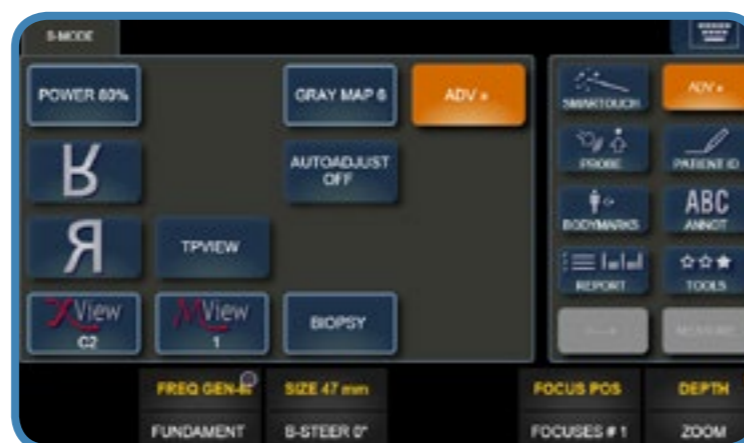 B-MODE
POWER 80%
GRAY MAP 6
ADV »
SMARTOUCH
ADV »
R
AUTOADJUST
OFF
PROBE
PATIENT ID
R
TPVIEW
BODYMARKS
ABC
ANNOT
XView
C2
MView
1
BIOPSY
REPORT
TOOLS
MEASURE
FREQ GEN-M
SIZE 47 mm
FOCUS POS
DEPTH
FUNDAMENT
B-STEER 0°
FOCUSES # 1
ZOOM